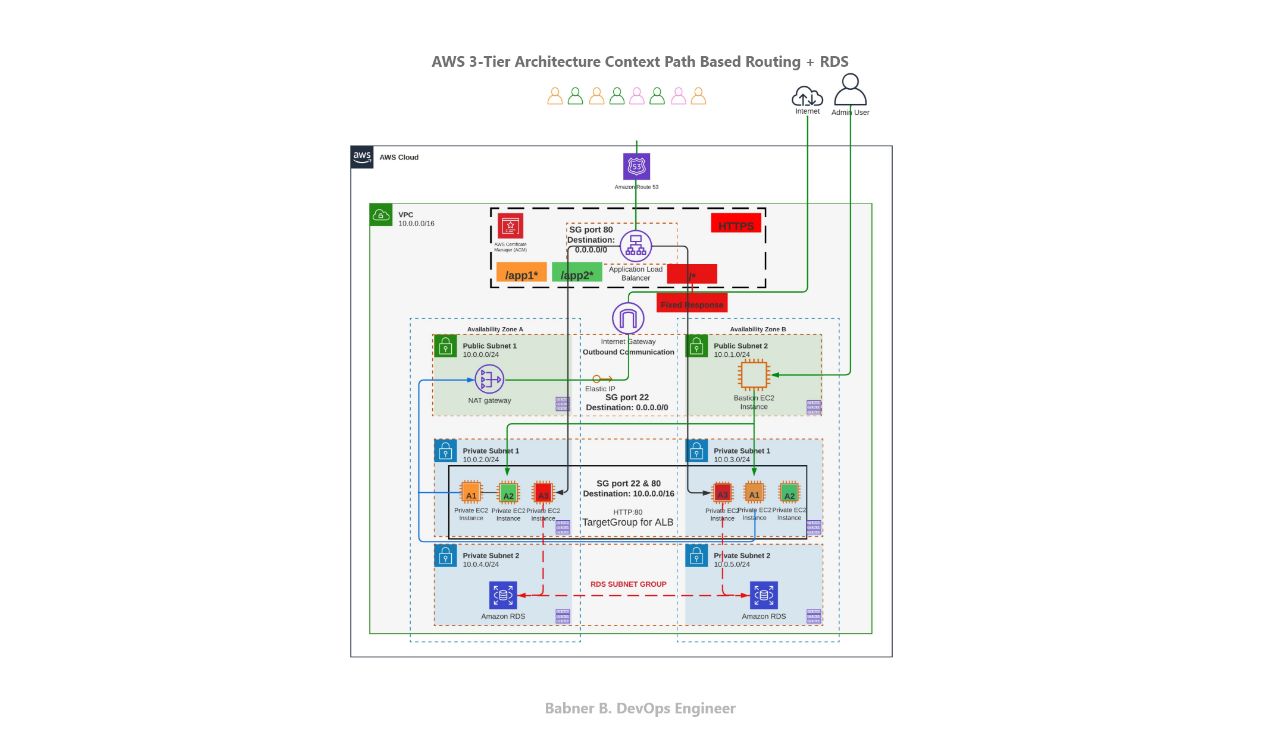 AWS 3-Tier Architecture Context Path Based Routing + RDS
Internet
Admin User
aws
AWS Cloud
53
Amazon Route 53
VPC
10.0.0.0/16
AWS Certificate
Manager (ACM)
SG port 80
Destination:
0.0.0.0/0
HTTPS
Application Load
Balancer
/app1*
/app2*
/*
Fixed Response
Internet Gateway
Outbound Communication
Availability Zone A
Availability Zone B
Public Subnet 1
10.0.0.0/24
NAT gateway
Elastic IP
SG port 22
Destination: 0.0.0.0/0
Public Subnet 2
10.0.1.0/24
Bastion EC2
Instance
Private Subnet 1
10.0.2.0/24
A1
A2
A3
Private EC2
Instance
Private EC2
Instance
Private EC2
Instance
SG port 22 & 80
Destination: 10.0.0.0/16
HTTP:80
TargetGroup for ALB
Private Subnet 1
10.0.3.0/24
A3
A1
A2
Private EC2
Instance
Private EC2
Instance
Private EC2
Instance
Private Subnet 2
10.0.4.0/24
Amazon RDS
RDS SUBNET GROUP
Private Subnet 2
10.0.5.0/24
Amazon RDS
Babner B. DevOps Engineer